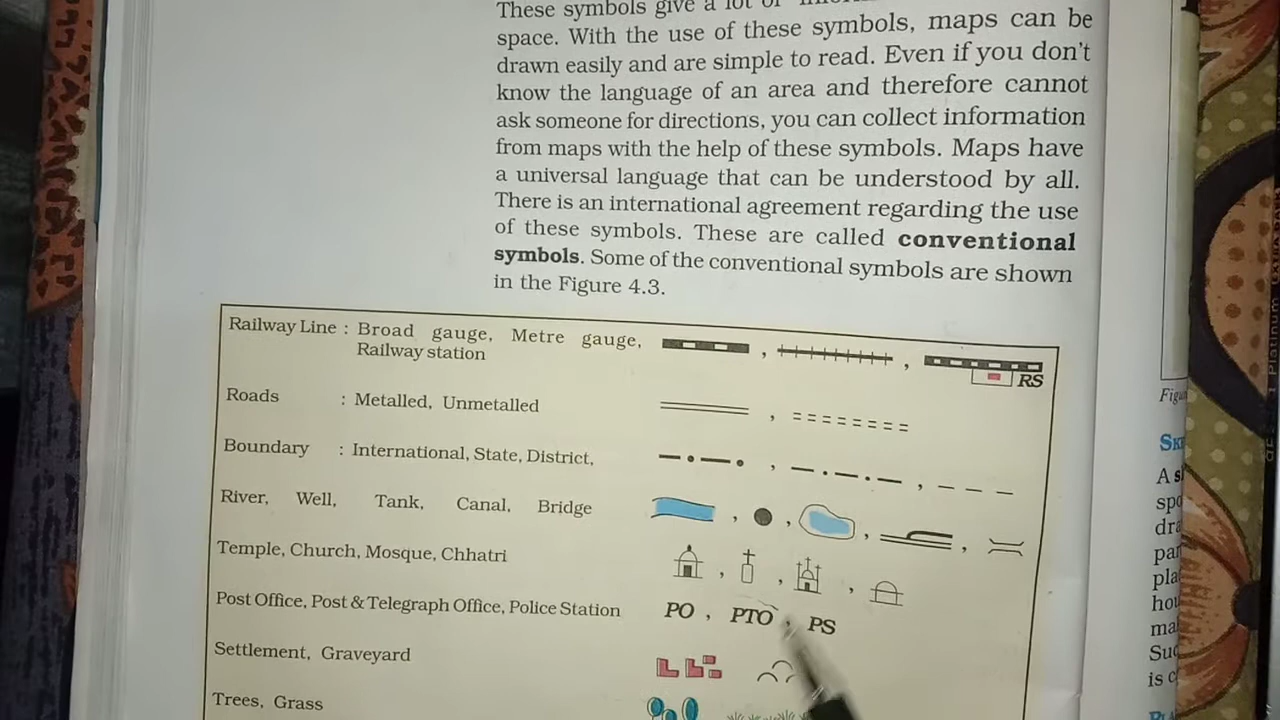 These symbols give a lot of
space. With the use of these symbols, maps can be
drawn easily and are simple to read. Even if you don't
know the language of an area and therefore cannot
ask someone for directions, you can collect information
from maps with the help of these symbols. Maps have
a universal language that can be understood by all.
There is an international agreement regarding the use
of these symbols. These are called conventional
symbols. Some of the conventional symbols are shown
in the Figure 4.3.
Railway Line : Broad gauge, Metre gauge, , ,
Railway station RS
Roads : Metalled, Unmetalled ,
Boundary : International, State, District, , ,
River, Well, Tank, Canal, Bridge , , , ,
Temple, Church, Mosque, Chhatri , , ,
Post Office, Post & Telegraph Office, Police Station PO , PTO , PS
Settlement, Graveyard
Trees, Grass
A
is